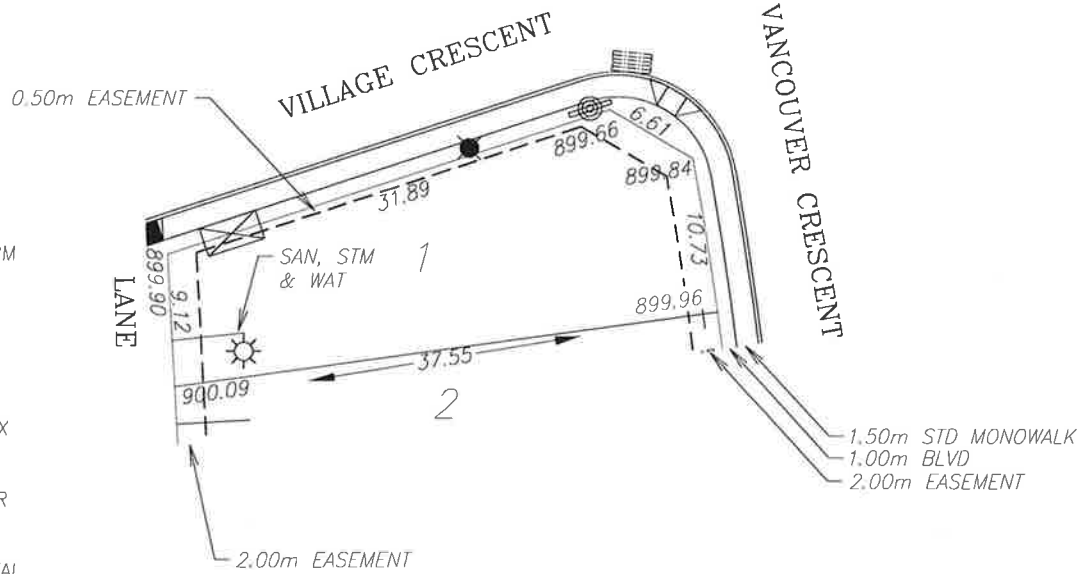 VILLAGE CRESCENT
VANCOUVER CRESCENT
0.50m EASEMENT
6.61
899.66
899.84
31.89
10.73
SAN, STM
& WAT
1
LANE
899.90
9.12
899.96
37.55
900.09
2
1.50m STD MONOWALK
1.00m BLVD
2.00m EASEMENT
2.00m EASEMENT